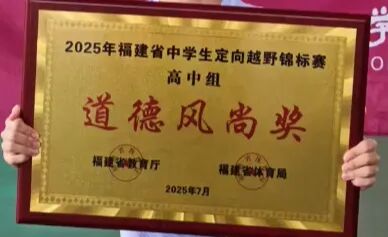 2025年福建省中学生定向越野锦标赛
高中组
道德风尚奖
福建省教育厅 福建省体育局
2025年7月